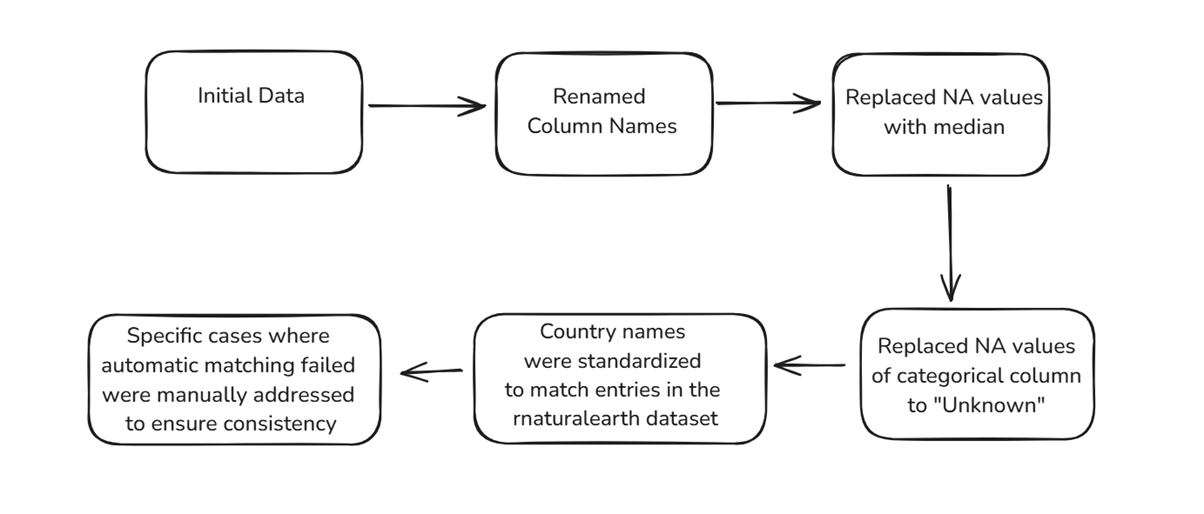 Initial Data
Renamed
Column Names
Replaced NA values
with median
Replaced NA values
of categorical column
to "Unknown"
Country names
were standardized
to match entries in the
rnaturalearth dataset
Specific cases where
automatic matching failed
were manually addressed
to ensure consistency